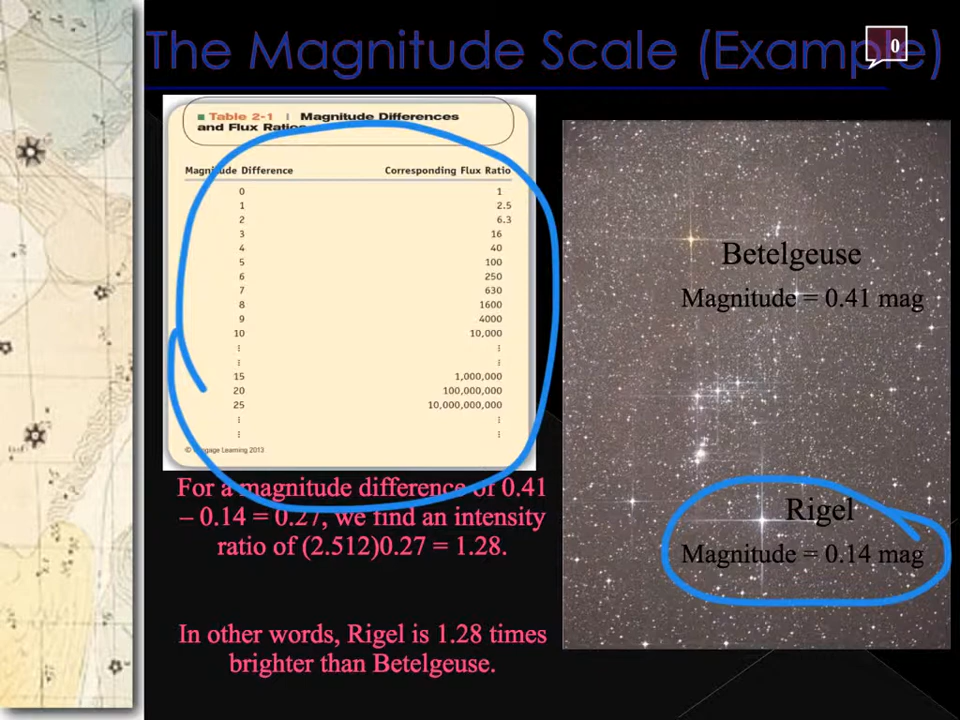 The Magnitude Scale (Example)
0
Table 2-1 | Magnitude Differences
and Flux Ratios
Magnitude Difference Corresponding Flux Ratio
0 1
1 2.5
2 6.3
3 16
4 40
5 100
6 250
7 630
8 1600
9 4000
10 10,000
⋮ ⋮
⋮ ⋮
15 1,000,000
20 100,000,000
25 10,000,000,000
⋮ ⋮
⋮ ⋮
© Cengage Learning 2013
For a magnitude difference of 0.41
– 0.14 = 0.27, we find an intensity
ratio of (2.512)0.27 = 1.28.
In other words, Rigel is 1.28 times
brighter than Betelgeuse.
Betelgeuse
Magnitude = 0.41 mag
Rigel
Magnitude = 0.14 mag